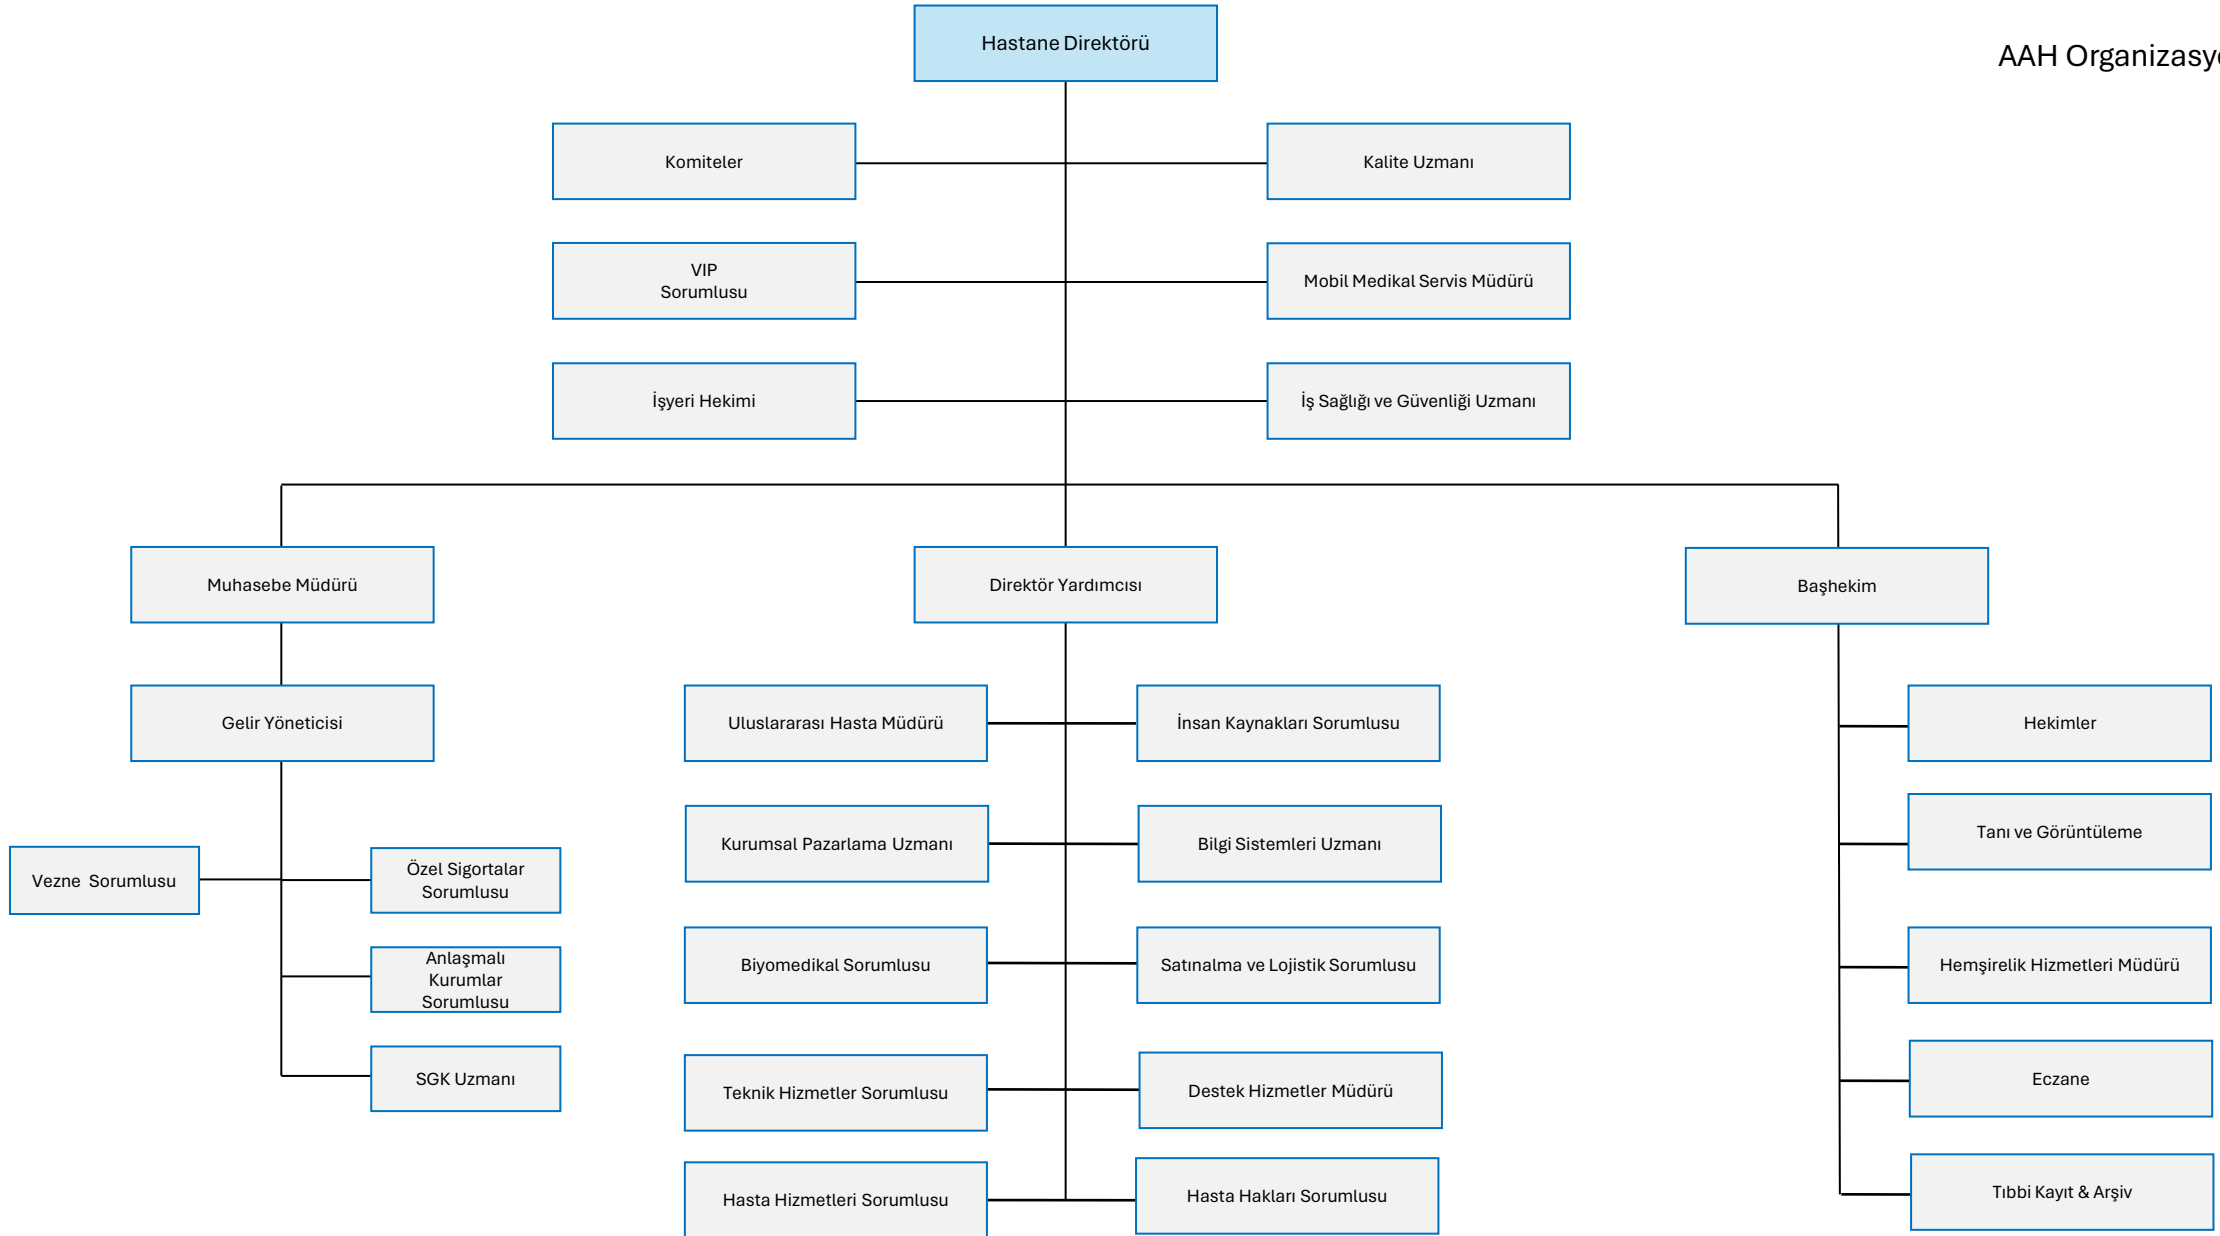 Hastane Direktörü
AAH
Komiteler
Kalite Uzmanı
VIP
Sorumlusu
Mobil Medikal Servis Müdürü
İşyeri Hekimi
İş Sağlığı ve Güvenliği Uzmanı
Muhasebe Müdürü
Direktör Yardımcısı
Başhekim
Gelir Yöneticisi
Uluslararası Hasta Müdürü
İnsan Kaynakları Sorumlusu
Hekimler
Kurumsal Pazarlama Uzmanı
Bilgi Sistemleri Uzmanı
Tanı ve Görüntüleme
Vezne Sorumlusu
Özel Sigortalar
Sorumlusu
Anlaşmalı
Kurumlar
Sorumlusu
Biyomedikal Sorumlusu
Satınalma ve Lojistik Sorumlusu
Hemşirelik Hizmetleri Müdürü
SGK Uzmanı
Teknik Hizmetler Sorumlusu
Destek Hizmetler Müdürü
Eczane
Hasta Hizmetleri Sorumlusu
Hasta Hakları Sorumlusu
Tıbbi Kayıt & Arşiv